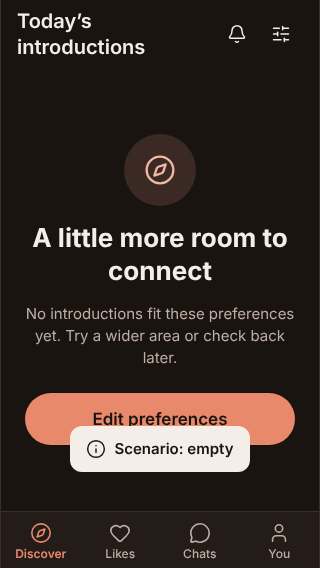 Today’s
introductions
A little more room to
connect
No introductions fit these preferences
yet. Try a wider area or check back
later.
Edit preferences
Scenario: empty
Discover
Likes
Chats
You